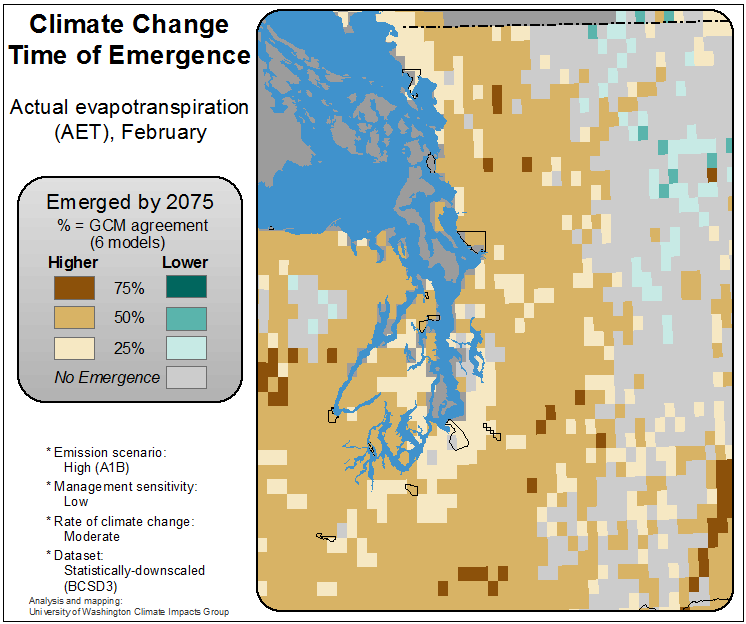 Climate Change
Time of Emergence
Actual evapotranspiration
(AET), February
Emerged by 2075
% = GCM agreement
(6 models)
Higher Lower
75%
50%
25%
No Emergence
* Emission scenario:
High (A1B)
* Management sensitivity:
Low
* Rate of climate change:
Moderate
* Dataset:
Statistically-downscaled
(BCSD3)
Analysis and mapping:
University of Washington Climate Impacts Group